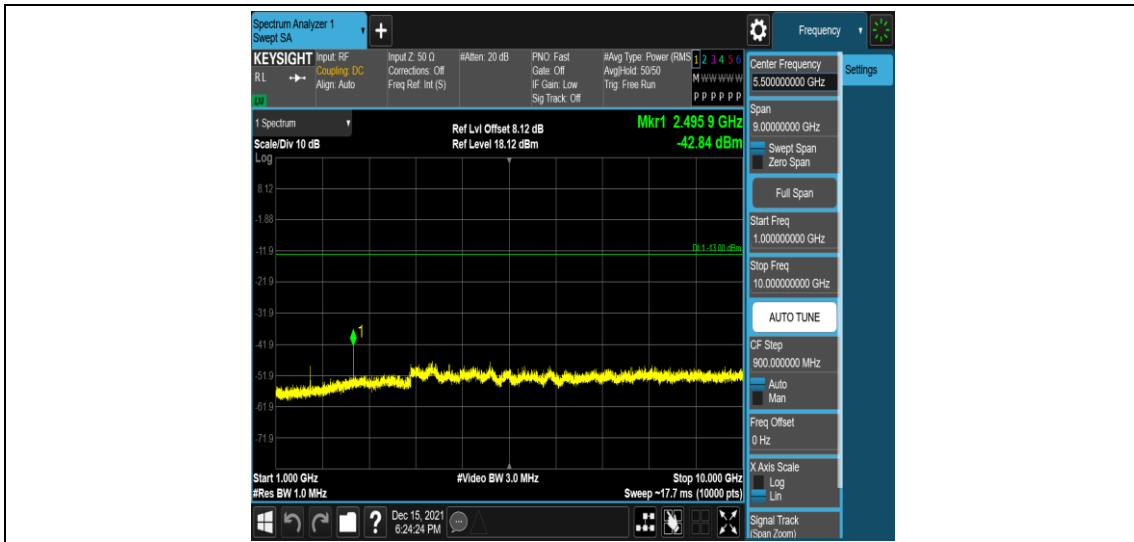 Spectrum Analyzer 1
Swept SA
Frequency
KEYSIGHT
RL
LXI
Input: RF
Coupling: DC
Align: Auto
Input Z: 50 Ω
Corrections: Off
Freq Ref: Int (S)
#Atten: 20 dB
PNO: Fast
Gate: Off
IF Gain: Low
Sig Track: Off
#Avg Type: Power (RMS
Avg|Hold: 50/50
Trig: Free Run
1 2 3 4 5 6
M W W W W W
P P P P P P
1 Spectrum
Scale/Div 10 dB
Ref Lvl Offset 8.12 dB
Ref Level 18.12 dBm
Mkr1 2.495 9 GHz
-42.84 dBm
Log
8.12
-1.88
-11.9
DL1 -13.00 dBm
-21.9
-31.9
1
-41.9
-51.9
-61.9
-71.9
Start 1.000 GHz
#Video BW 3.0 MHz
Stop 10.000 GHz
#Res BW 1.0 MHz
Sweep ~17.7 ms (10000 pts)
Dec 15, 2021
6:24:24 PM
Center Frequency
5.500000000 GHz
Settings
Span
9.00000000 GHz
Swept Span
Zero Span
Full Span
Start Freq
1.000000000 GHz
Stop Freq
10.000000000 GHz
AUTO TUNE
CF Step
900.000000 MHz
Auto
Man
Freq Offset
0 Hz
X Axis Scale
Log
Lin
Signal Track
(Span Zoom)